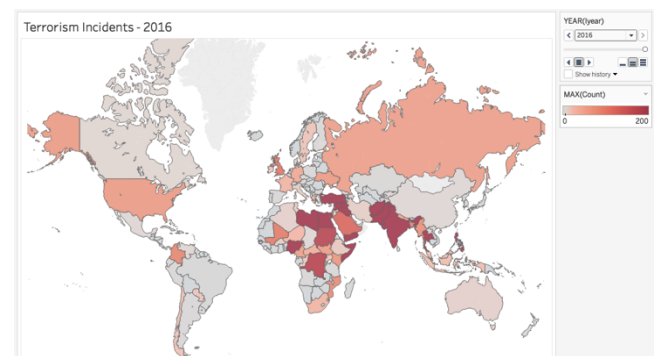 Terrorism Incidents - 2016
YEAR(Iyear)
2016
Show history
MAX(Count)
0
200